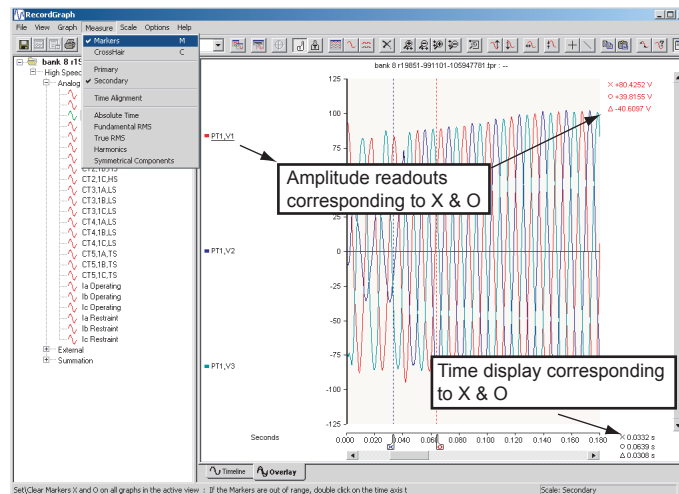 RecordGraph
File View Graph Measure Scale Options Help
Markers M
CrossHair C
Primary
Secondary
Time Alignment
Absolute Time
Fundamental RMS
True RMS
Harmonics
Symmetrical Components
bank 8 r19
High Speed
Analog
CT2,1C,HS
CT3,1A,LS
CT3,1B,LS
CT3,1C,LS
CT4,1A,LS
CT4,1B,LS
CT4,1C,LS
CT5,1A,TS
CT5,1B,TS
CT5,1C,TS
Ia Operating
Ib Operating
Ic Operating
Ia Restraint
Ib Restraint
Ic Restraint
External
Summation
bank 8 r19851-991101-105947781.tpr : --
X +80.4252 V
O +39.8155 V
Δ -40.6097 V
PT1,V1
PT1,V2
PT1,V3
125
100
75
Amplitude readouts
corresponding to X & O
25
0
-25
-50
-75
-100
-125
Time display corresponding
to X & O
Seconds
0.000 0.020 0.040 0.060 0.080 0.100 0.120 0.140 0.160 0.180
X 0.0332 s
O 0.0639 s
Δ 0.0308 s
Timeline Overlay
Set\Clear Markers X and O on all graphs in the active view : If the Markers are out of range, double click on the time axis t
Scale: Secondary